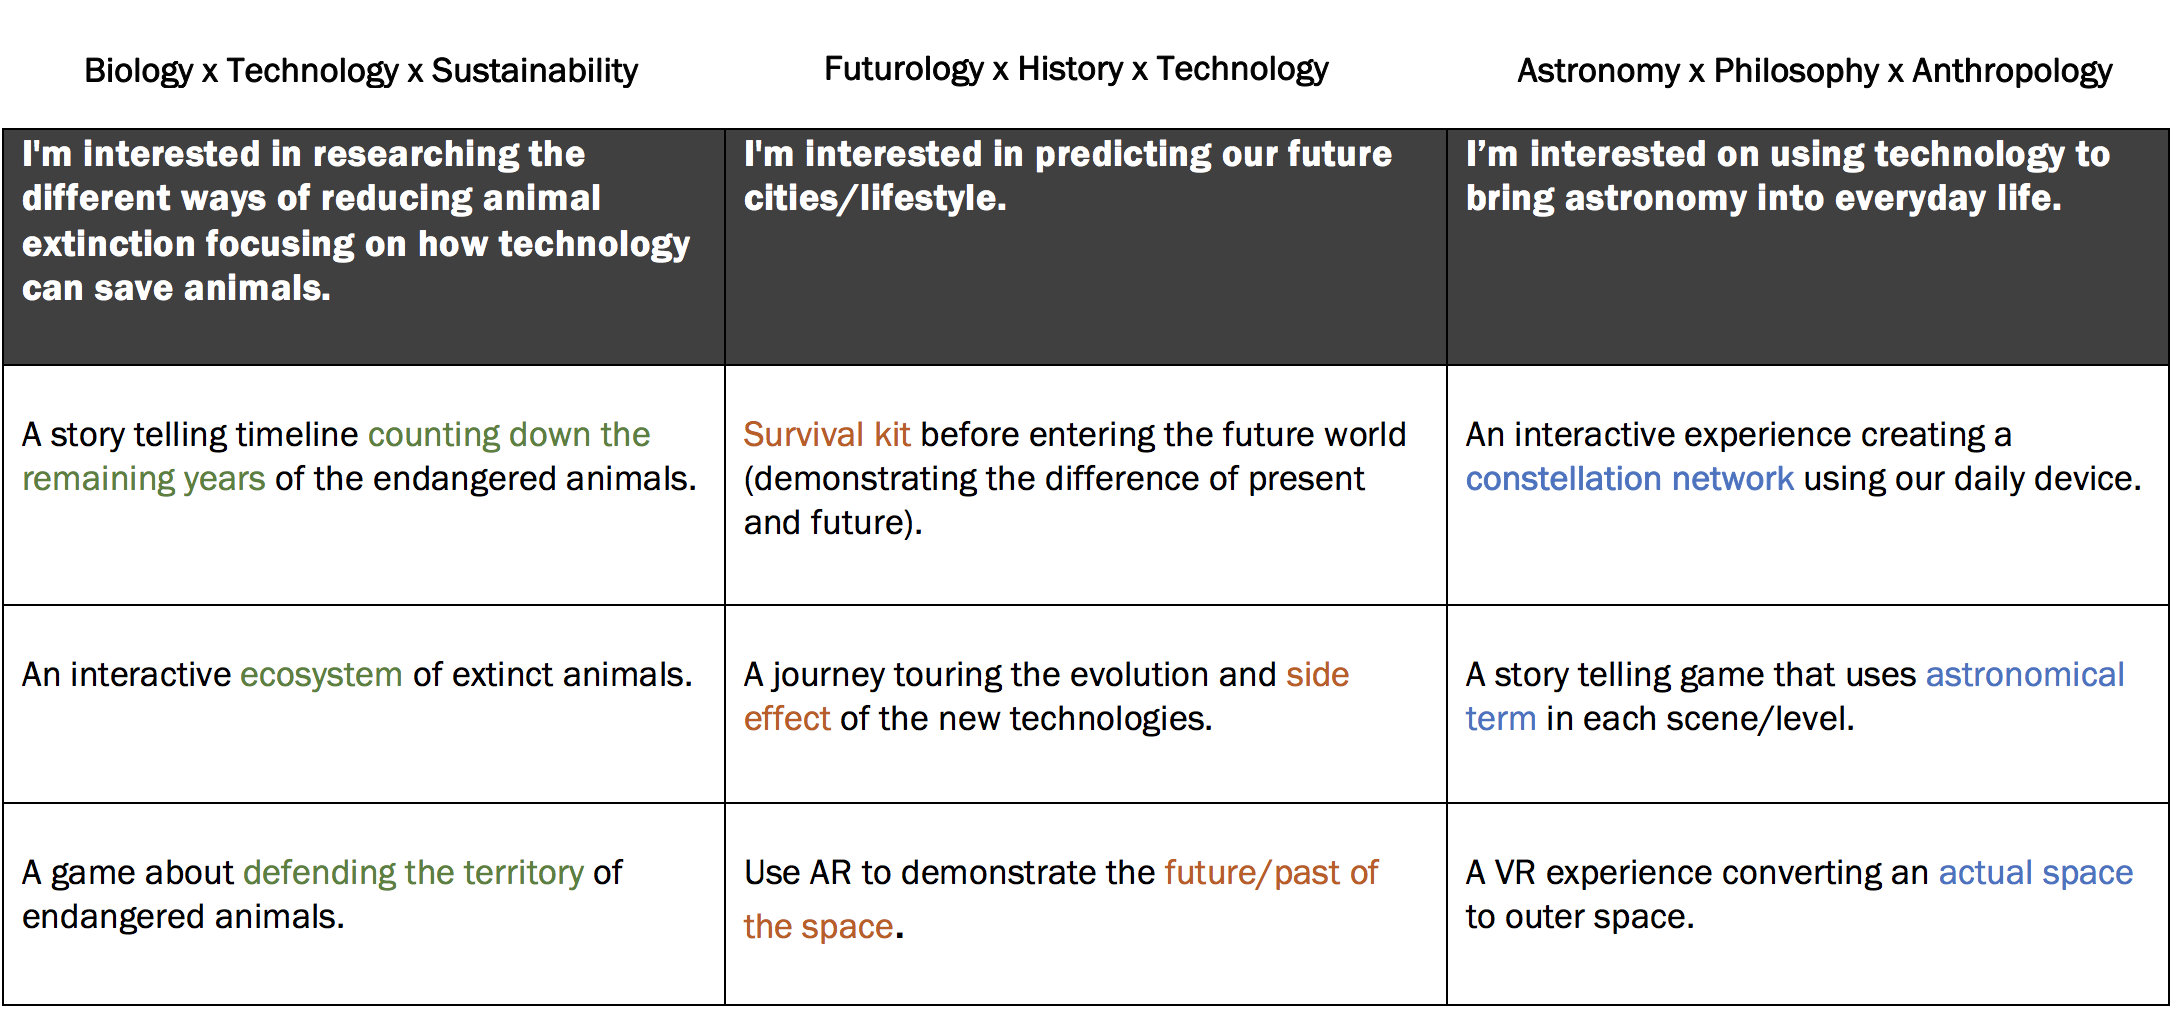 Biology x Technology x Sustainability
Futurology x History x Technology
Astronomy x Philosophy x Anthropology
I'm interested in researching the
different ways of reducing animal
extinction focusing on how technology
can save animals.
I'm interested in predicting our future
cities/lifestyle.
I’m interested on using technology to
bring astronomy into everyday life.
A story telling timeline counting down the
remaining years of the endangered animals.
Survival kit before entering the future world
(demonstrating the difference of present
and future).
An interactive experience creating a
constellation network using our daily device.
An interactive ecosystem of extinct animals.
A journey touring the evolution and side
effect of the new technologies.
A story telling game that uses astronomical
term in each scene/level.
A game about defending the territory of
endangered animals.
Use AR to demonstrate the future/past of
the space.
A VR experience converting an actual space
to outer space.